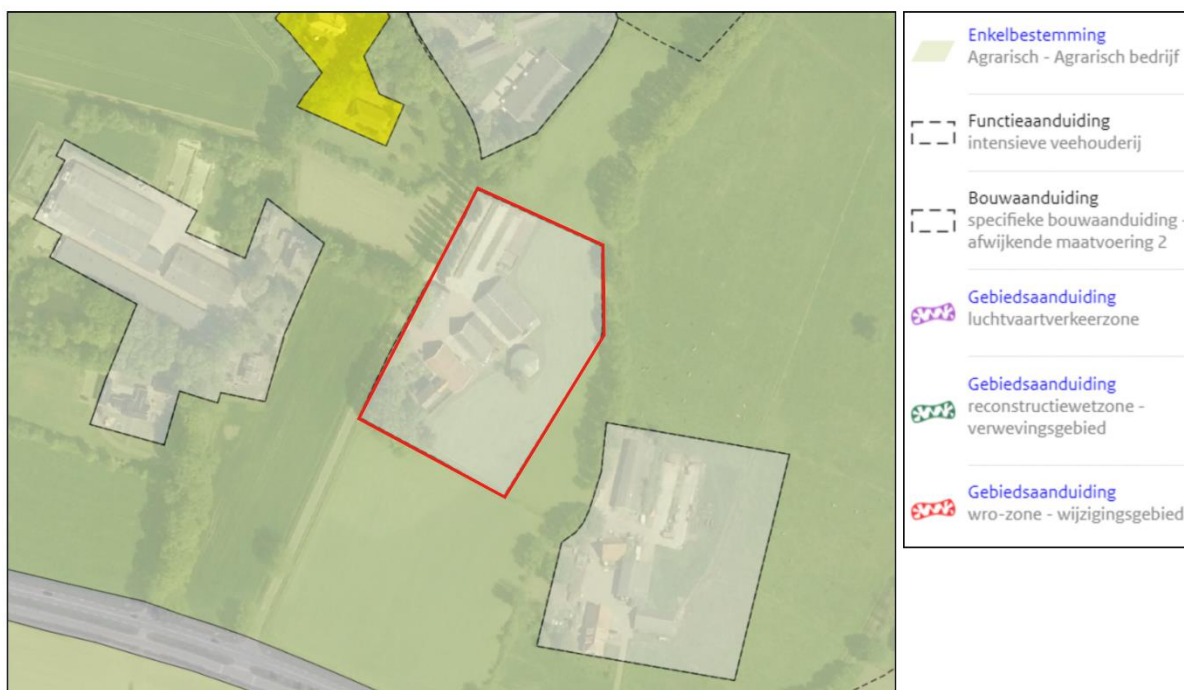 Enkelbestemming
Agrarisch - Agrarisch bedrijf
Functieaanduiding
intensieve veehouderij
Bouwaanduiding
specifieke bouwaanduiding -
afwijkende maatvoering 2
Gebiedsaanduiding
luchtvaartverkeerzone
Gebiedsaanduiding
reconstructiewetzone -
verwevingsgebied
Gebiedsaanduiding
wro-zone - wijzigingsgebied